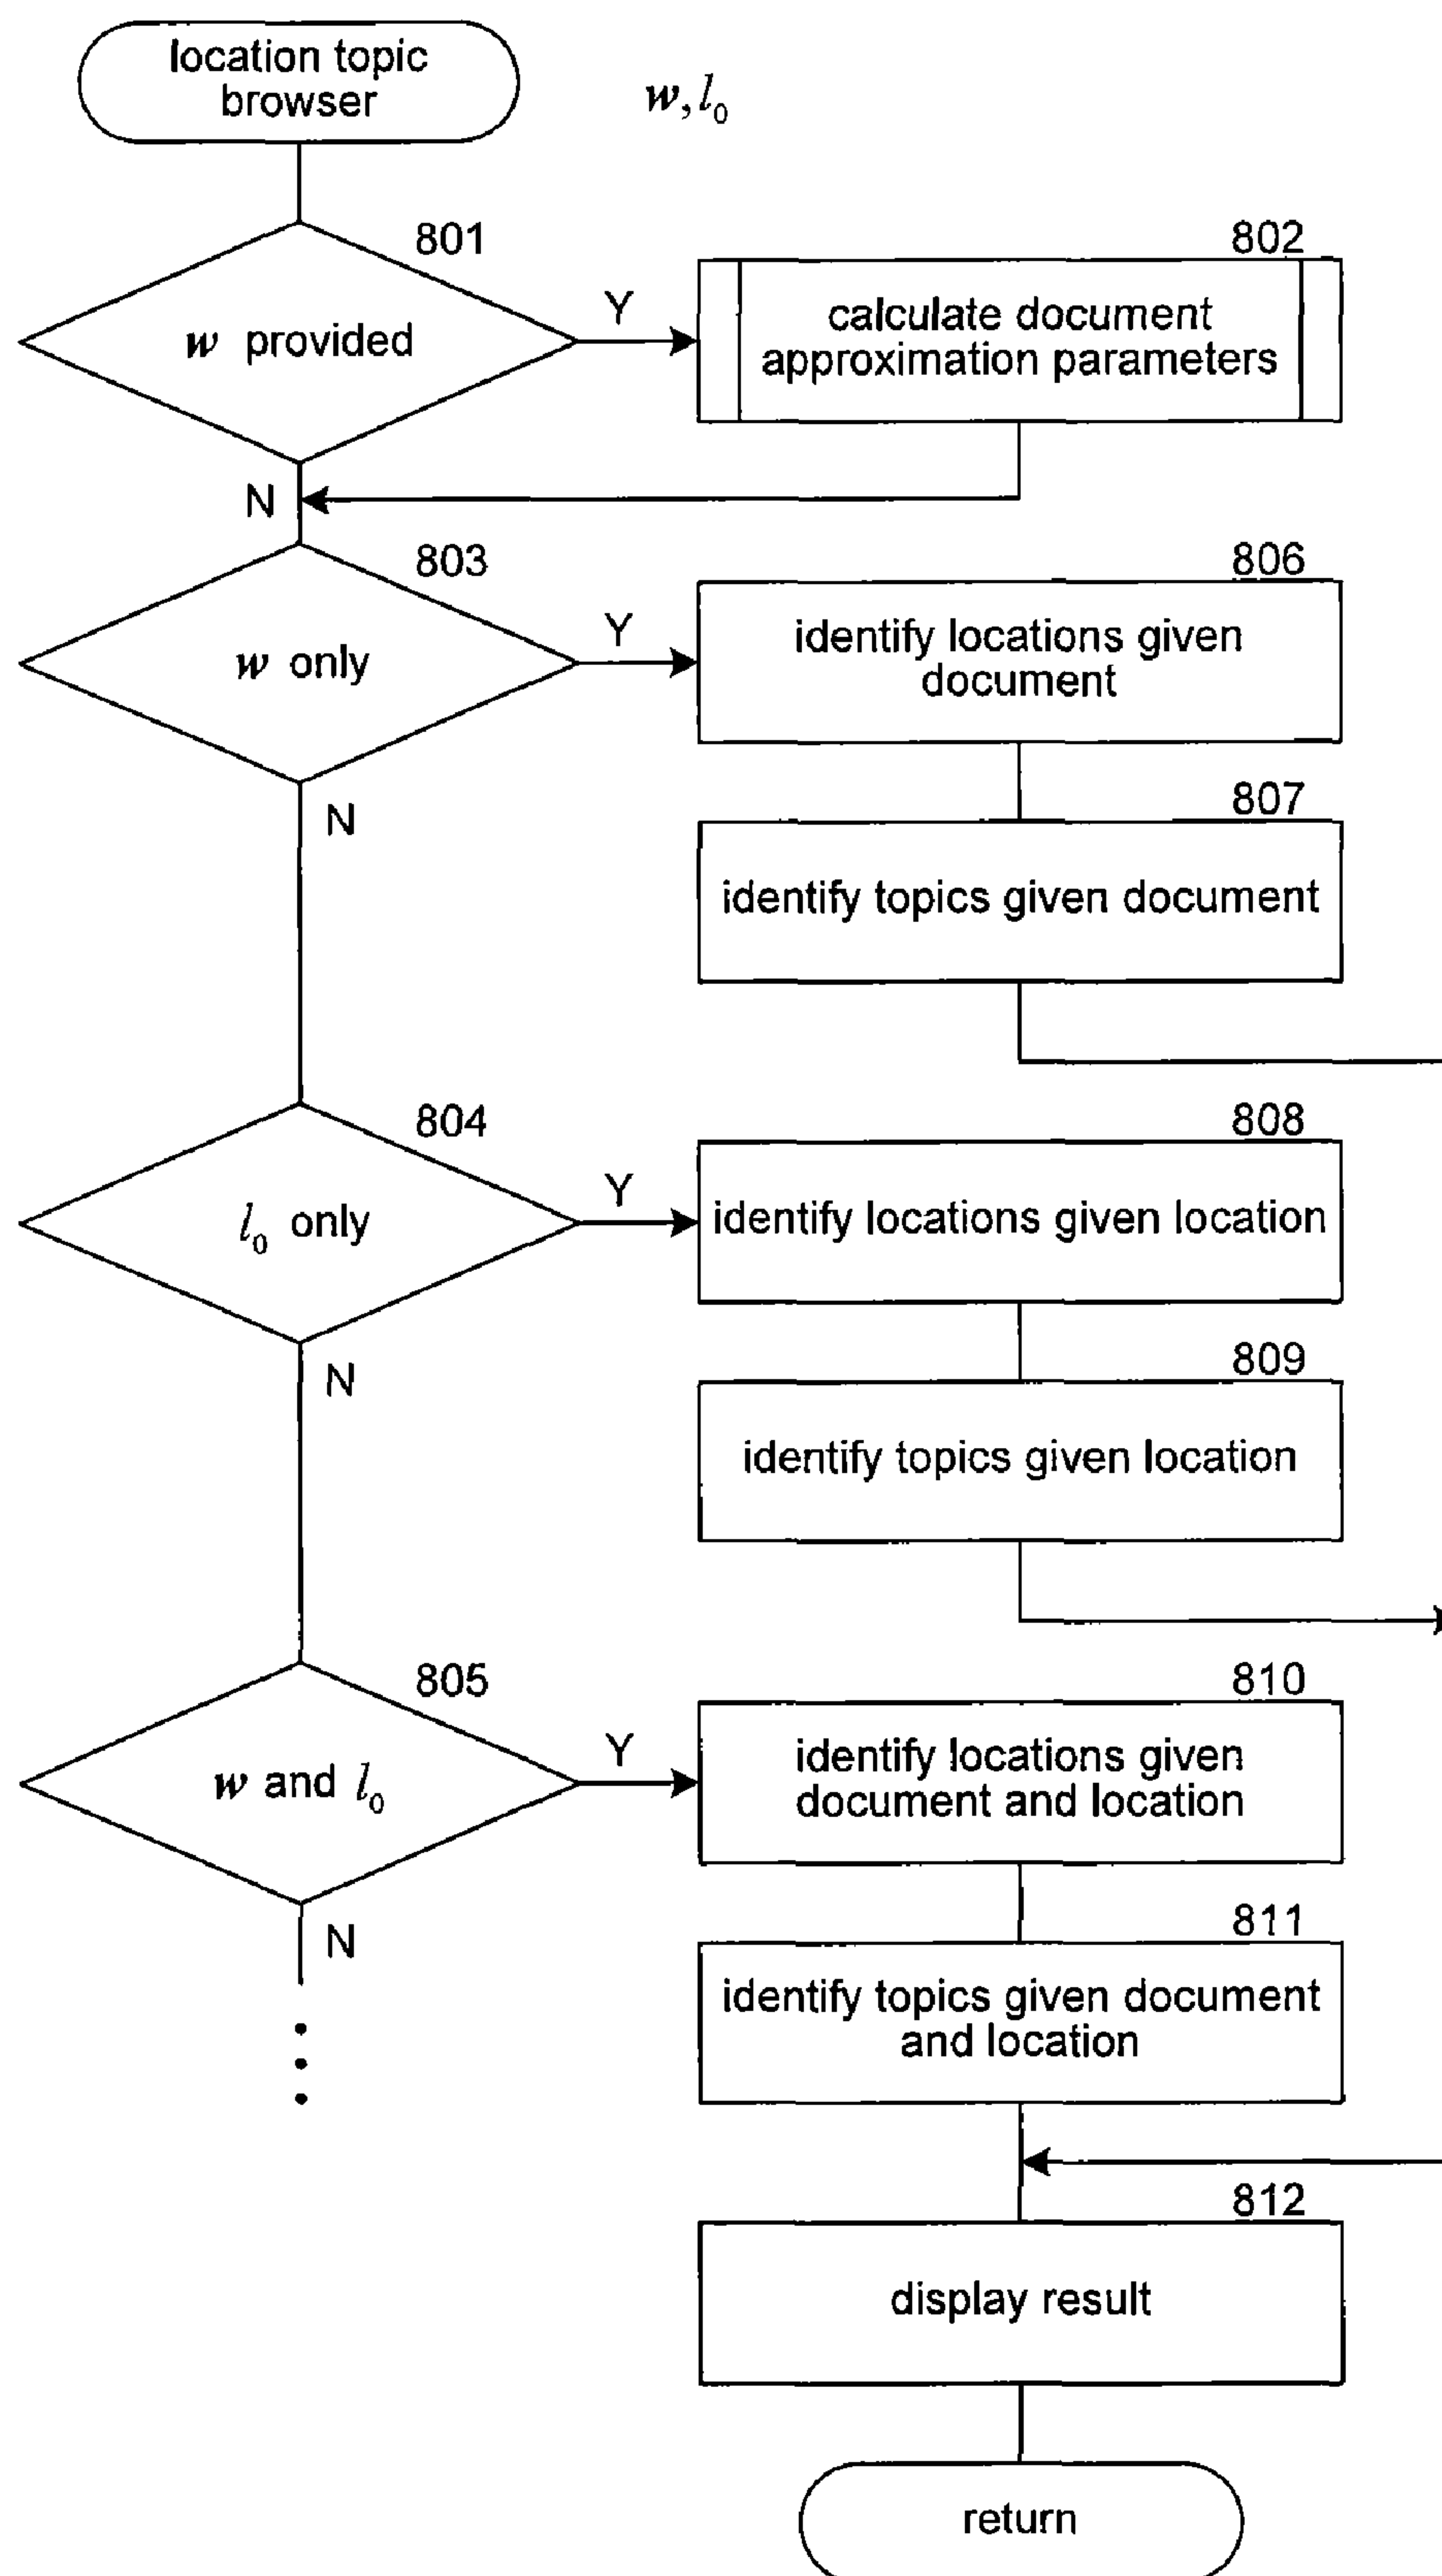 location topic
browser
w, l₀
801
w provided
Y
N
802
calculate document
approximation parameters
803
w only
Y
N
806
identify locations given
document
807
identify topics given document
804
l₀ only
Y
N
808
identify locations given location
809
identify topics given location
805
w and l₀
Y
N
810
identify locations given
document and location
811
identify topics given document
and location
812
display result
return